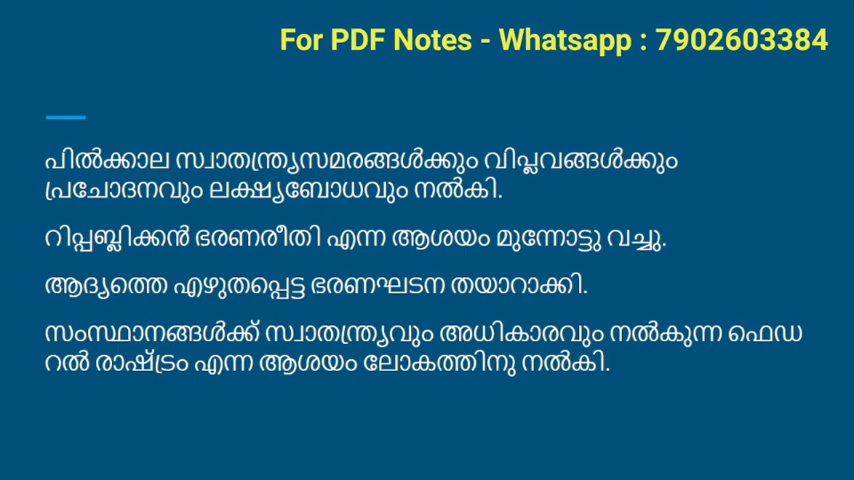 For PDF Notes - Whatsapp : 7902603384
പിൽക്കാല സ്വാതന്ത്ര്യസമരങ്ങൾക്കും വിപ്ലവങ്ങൾക്കും
പ്രചോദനവും ലക്ഷ്യബോധവും നൽകി.
റിപ്പബ്ലിക്കൻ ഭരണരീതി എന്ന ആശയം മുന്നോട്ടു വച്ചു.
ആദ്യത്തെ എഴുതപ്പെട്ട ഭരണഘടന തയാറാക്കി.
സംസ്ഥാനങ്ങൾക്ക് സ്വാതന്ത്ര്യവും അധികാരവും നൽകുന്ന ഫെഡ
റൽ രാഷ്ട്രം എന്ന ആശയം ലോകത്തിനു നൽകി.